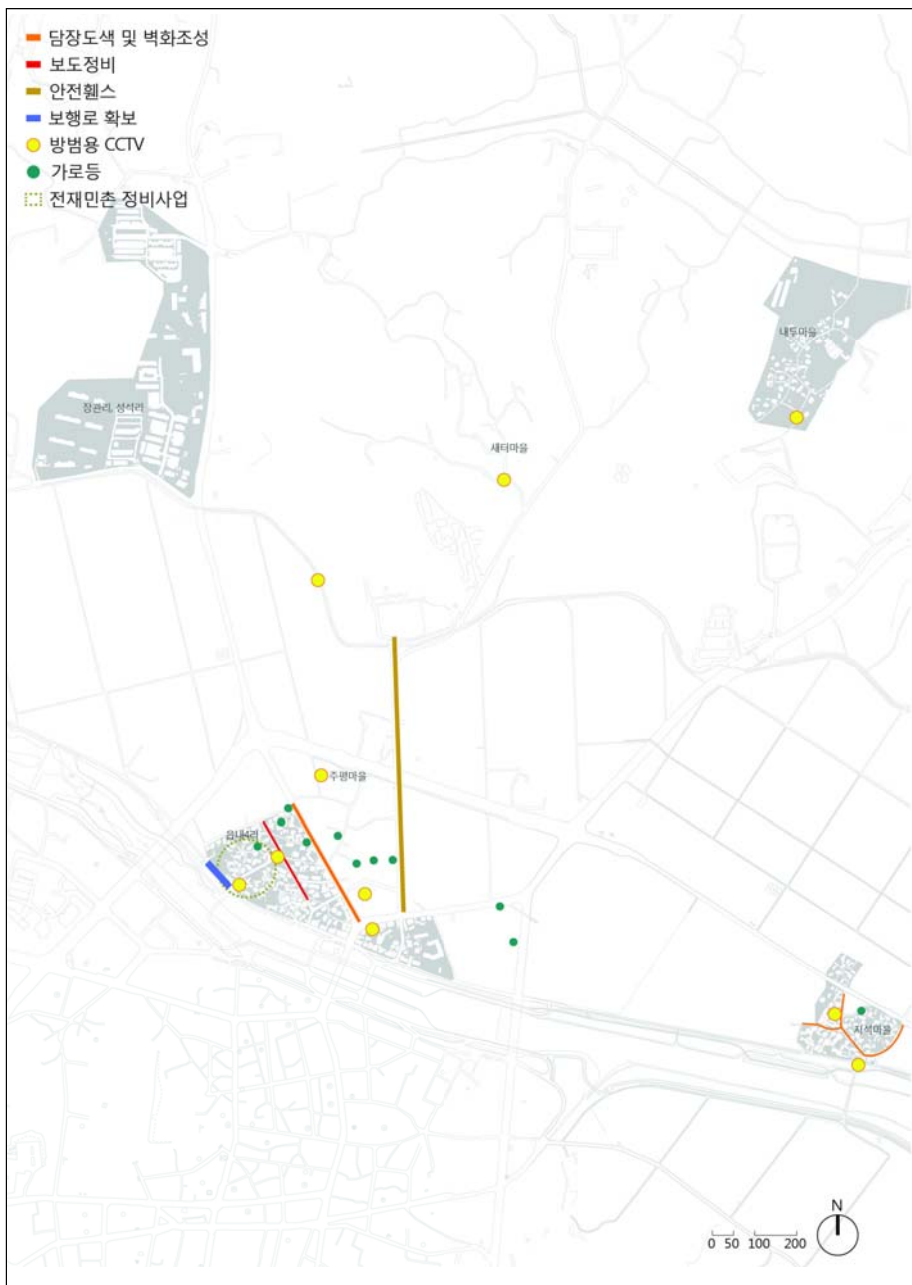 담장도색 및 벽화조성
보도정비
안전휀스
보행로 확보
방범용 CCTV
가로등
전재민촌 정비사업
내두마을
장관리, 성석리
새터마을
주평마을
읍내4리
지석마을
N
0 50 100 200